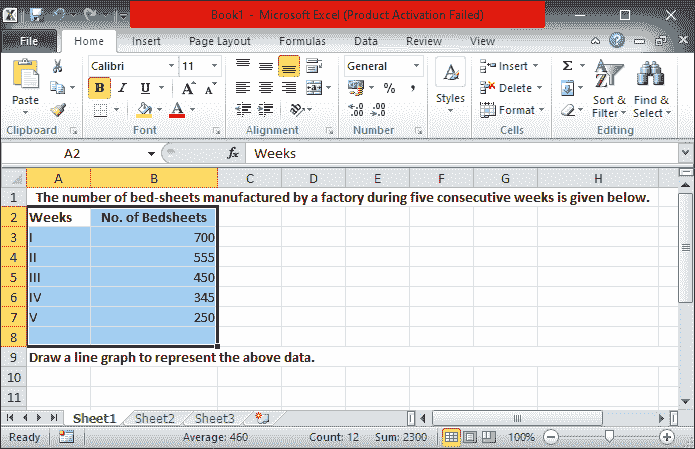 Book1 - Microsoft Excel (Product Activation Failed)
File Home Insert Page Layout Formulas Data Review View
Calibri 11 General Insert Σ
Paste B I U A A $ % , Styles Delete Sort & Filter Find & Select
A Format
Clipboard Font Alignment Number Cells Editing
A2 fx Weeks
A B C D E F G H
1 The number of bed-sheets manufactured by a factory during five consecutive weeks is given below.
2 Weeks No. of Bedsheets
3 I 700
4 II 555
5 III 450
6 IV 345
7 V 250
8
9 Draw a line graph to represent the above data.
10
11
Sheet1 Sheet2 Sheet3
Ready Average: 460 Count: 12 Sum: 2300 100%